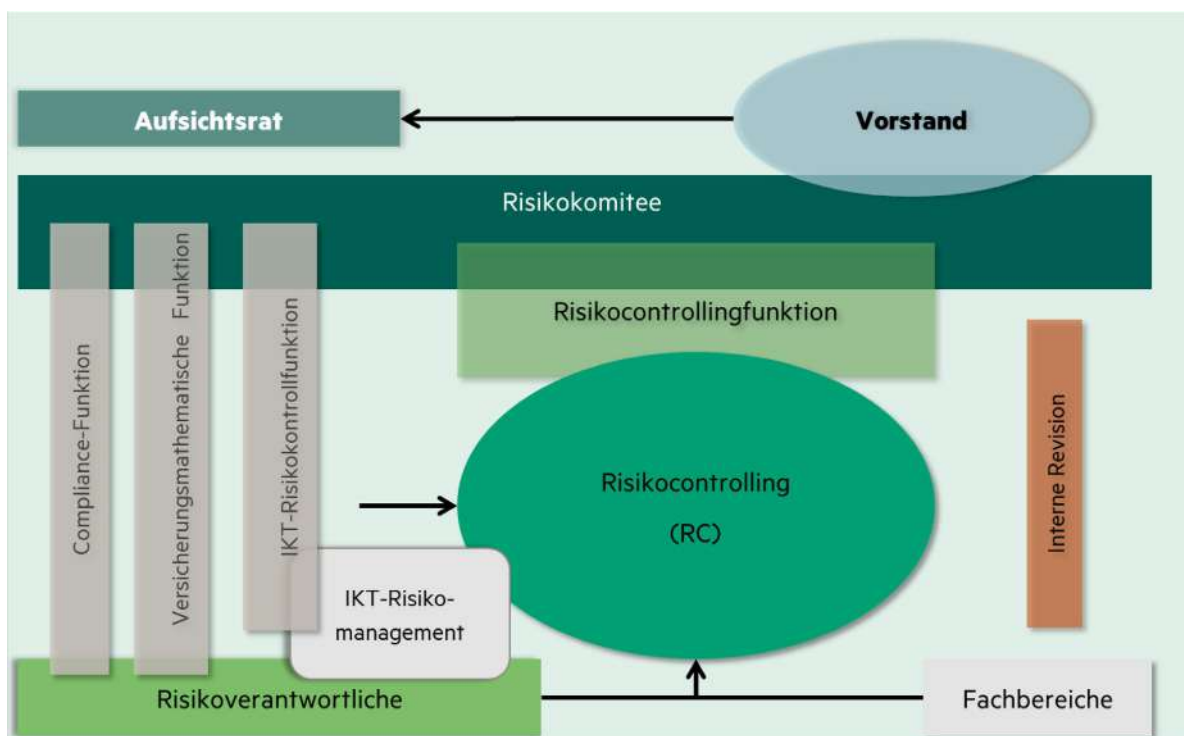 Aufsichtsrat
Vorstand
Risikokomitee
Compliance-Funktion
Versicherungsmathematische Funktion
IKT-Risikokontrollfunktion
Risikocontrollingfunktion
Risikocontrolling
(RC)
Interne Revision
IKT-Risiko-
management
Risikoverantwortliche
Fachbereiche